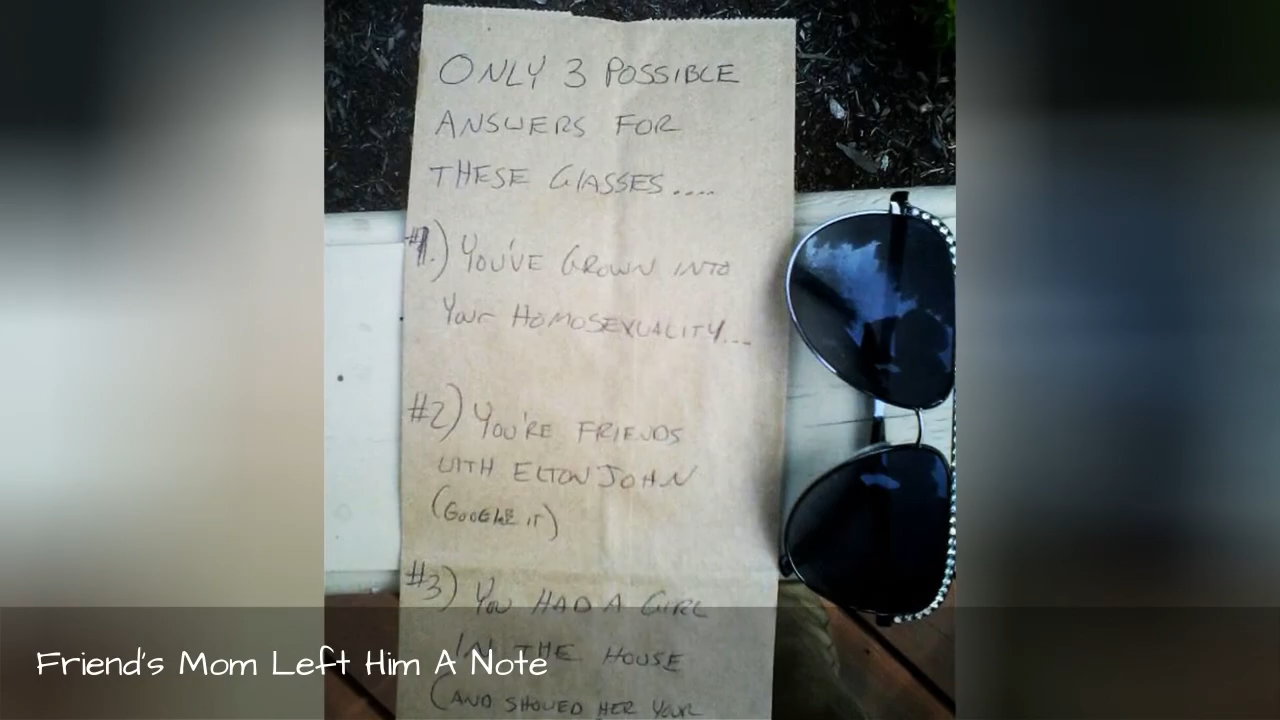 ONLY 3 POSSIBLE
ANSWERS FOR
THESE GlASSES....
#1.) YOU'VE GROWN INTO
Your HOMOSEXUALITY...
#2) YOU'RE FRIENDS
WITH ELTON JOHN
(GOOGLE IT)
#3) YOU HAD A GIRL
IN THE HOUSE
(AND SHOWED HER YOUR
Friend's Mom Left Him A Note